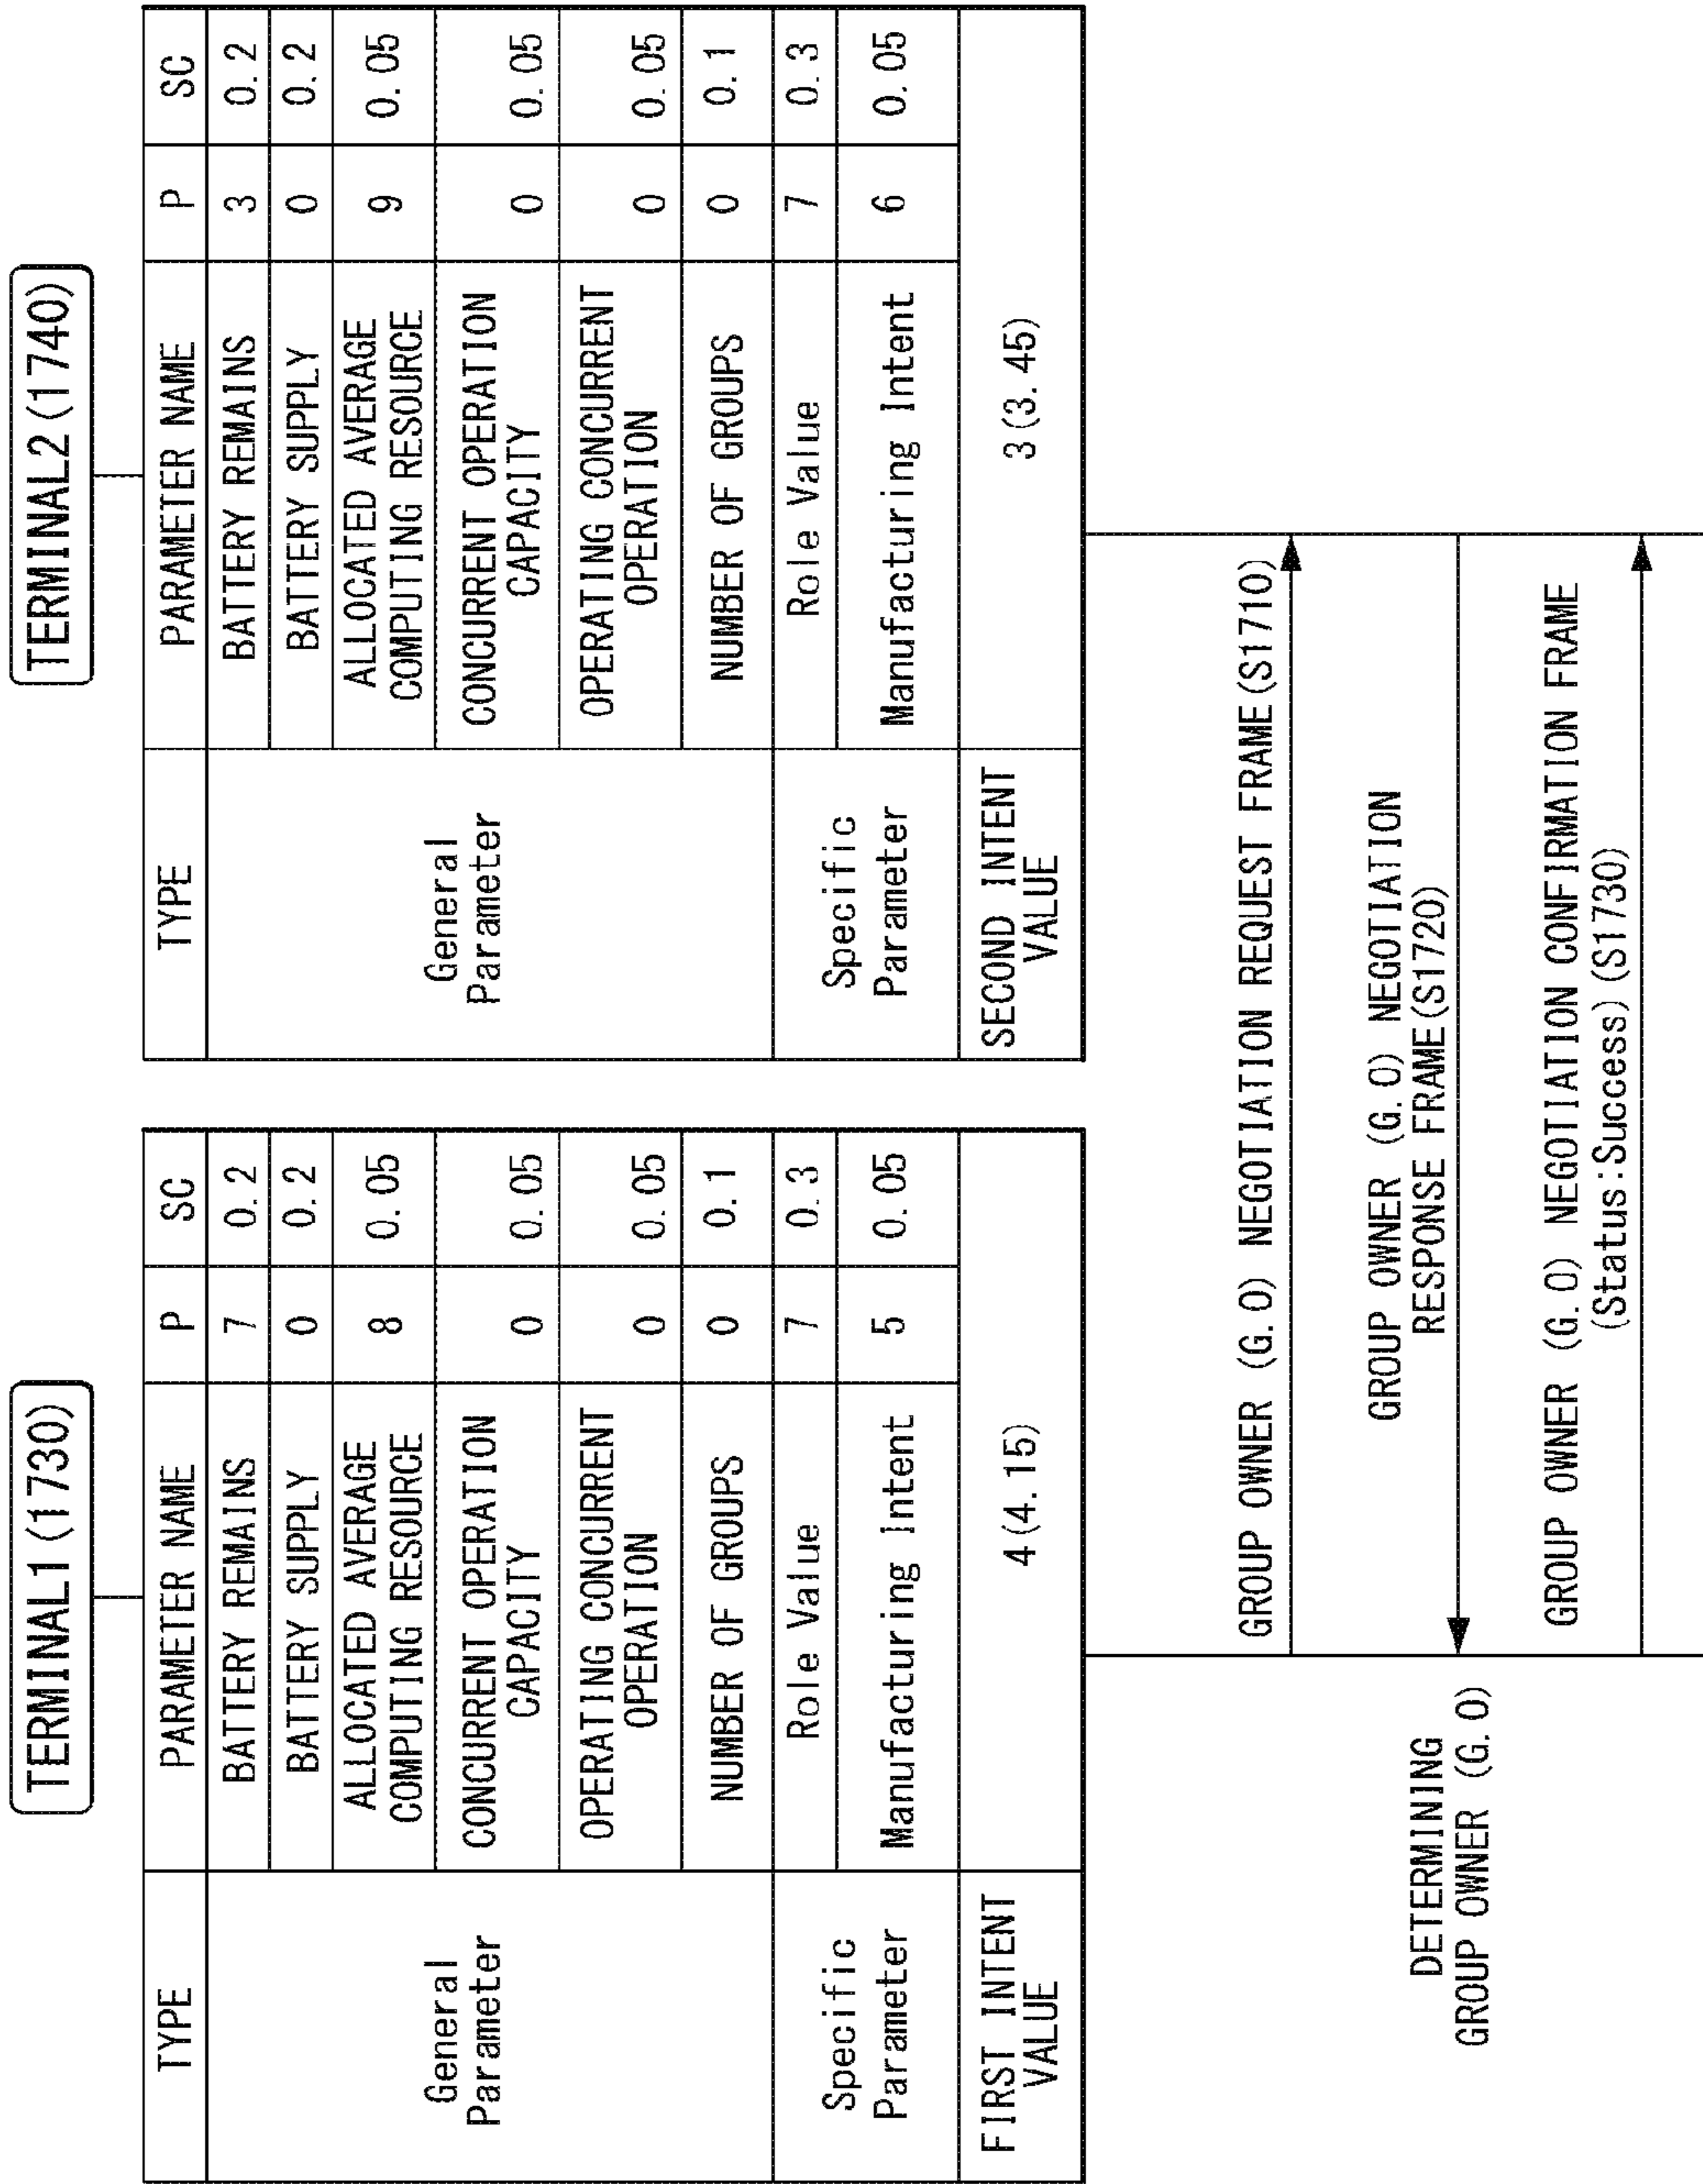 TERMINAL1(1730)
TYPE
PARAMETER NAME
P
SC
General
Parameter
BATTERY REMAINS
7
0.2
BATTERY SUPPLY
0
0.2
ALLOCATED AVERAGE
COMPUTING RESOURCE
8
0.05
CONCURRENT OPERATION
CAPACITY
0
0.05
OPERATING CONCURRENT
OPERATION
0
0.05
NUMBER OF GROUPS
0
0.1
Specific
Parameter
Role Value
7
0.3
Manufacturing Intent
5
0.05
FIRST INTENT
VALUE
4(4.15)
TERMINAL2(1740)
TYPE
PARAMETER NAME
P
SC
General
Parameter
BATTERY REMAINS
3
0.2
BATTERY SUPPLY
0
0.2
ALLOCATED AVERAGE
COMPUTING RESOURCE
9
0.05
CONCURRENT OPERATION
CAPACITY
0
0.05
OPERATING CONCURRENT
OPERATION
0
0.05
NUMBER OF GROUPS
0
0.1
Specific
Parameter
Role Value
7
0.3
Manufacturing Intent
6
0.05
SECOND INTENT
VALUE
3(3.45)
GROUP OWNER (G.O) NEGOTIATION REQUEST FRAME(S1710)
GROUP OWNER (G.O) NEGOTIATION
RESPONSE FRAME(S1720)
DETERMINING
GROUP OWNER (G.O)
GROUP OWNER (G.O) NEGOTIATION CONFIRMATION FRAME
(Status:Success)(S1730)